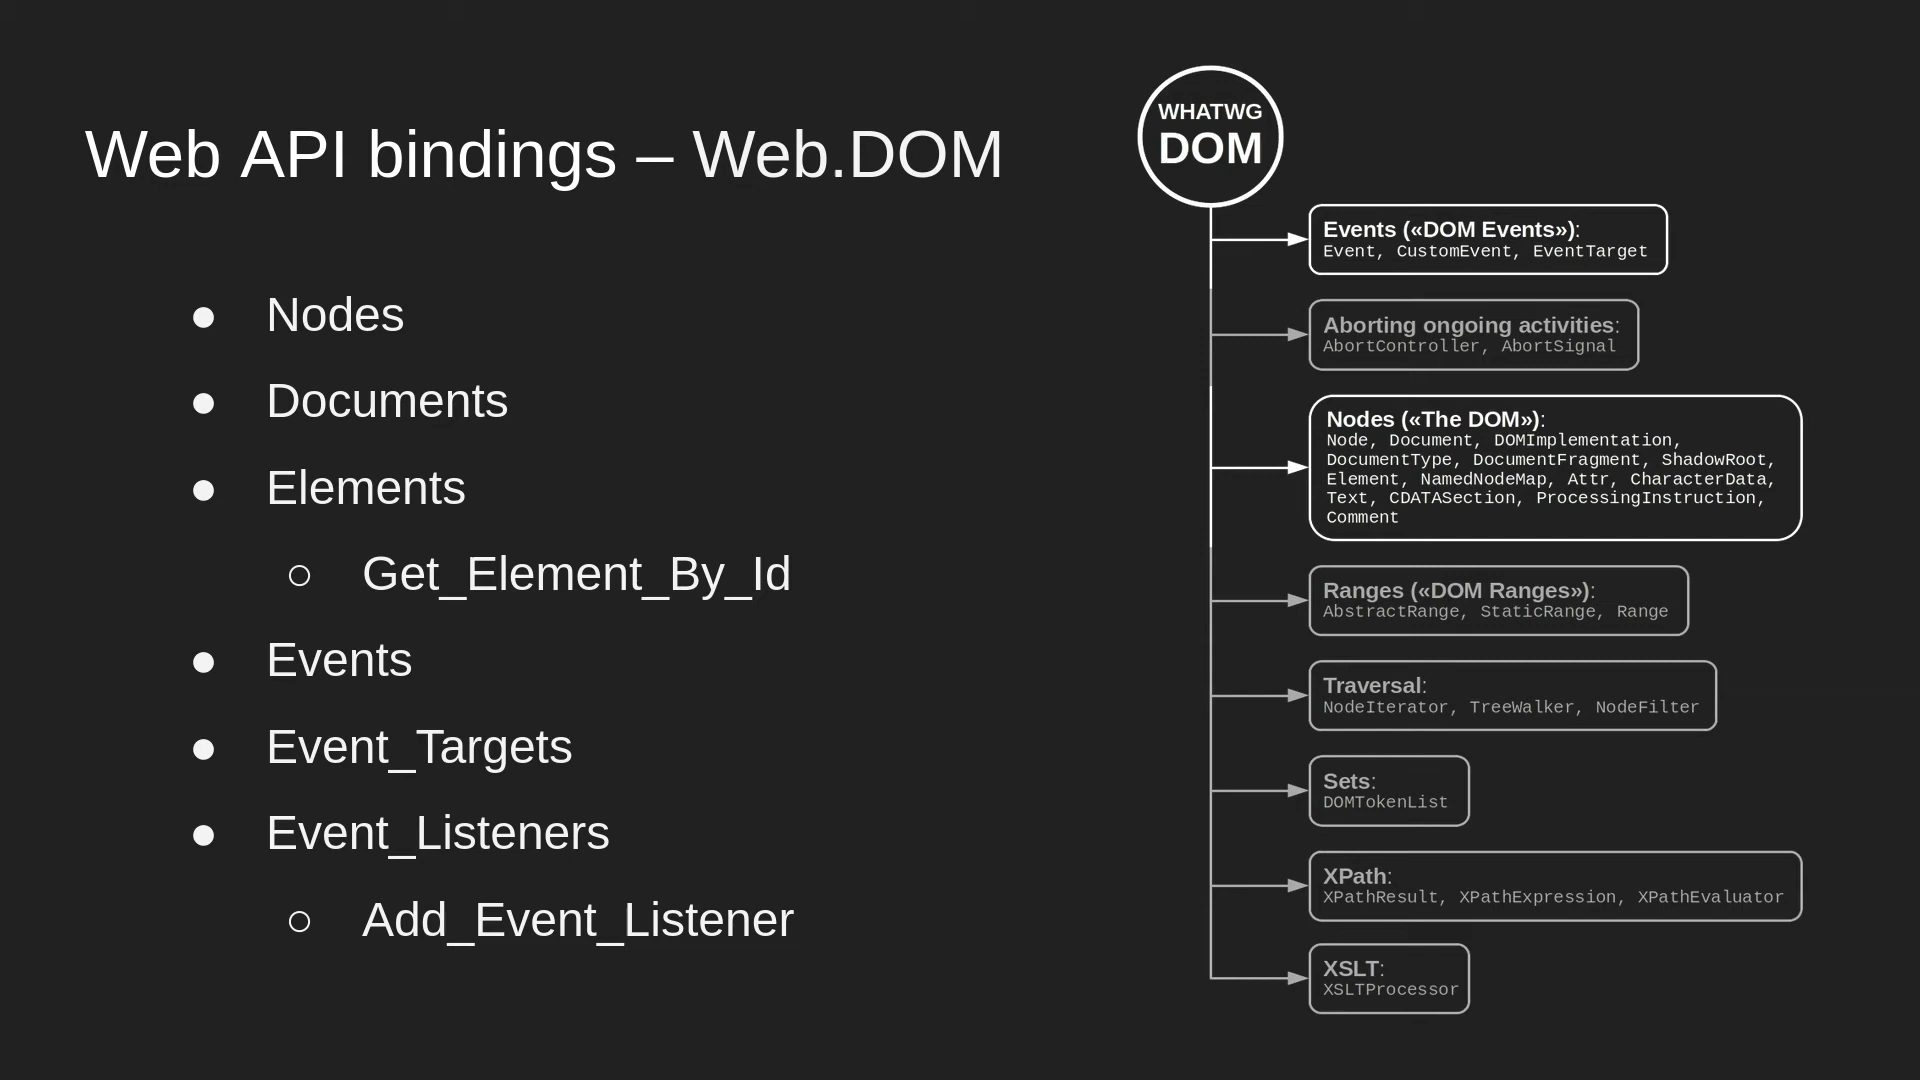 Web API bindings – Web.DOM
● Nodes
● Documents
● Elements
○ Get_Element_By_Id
● Events
● Event_Targets
● Event_Listeners
○ Add_Event_Listener
WHATWG
DOM
Events («DOM Events»):
Event, CustomEvent, EventTarget
Aborting ongoing activities:
AbortController, AbortSignal
Nodes («The DOM»):
Node, Document, DOMImplementation,
DocumentType, DocumentFragment, ShadowRoot,
Element, NamedNodeMap, Attr, CharacterData,
Text, CDATASection, ProcessingInstruction,
Comment
Ranges («DOM Ranges»):
AbstractRange, StaticRange, Range
Traversal:
NodeIterator, TreeWalker, NodeFilter
Sets:
DOMTokenList
XPath:
XPathResult, XPathExpression, XPathEvaluator
XSLT:
XSLTProcessor